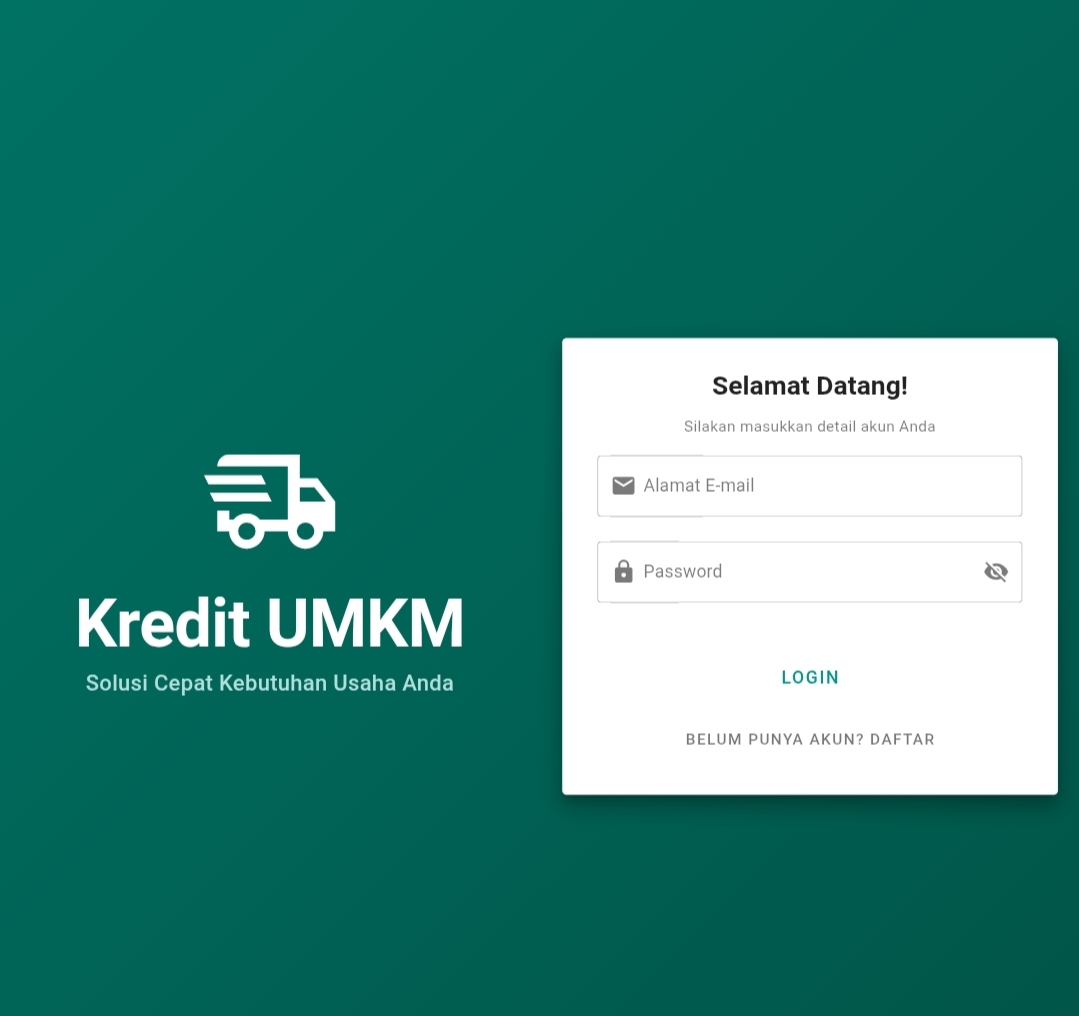 Kredit UMKM
Solusi Cepat Kebutuhan Usaha Anda
Selamat Datang!
Silakan masukkan detail akun Anda
Alamat E-mail
Password
LOGIN
BELUM PUNYA AKUN? DAFTAR